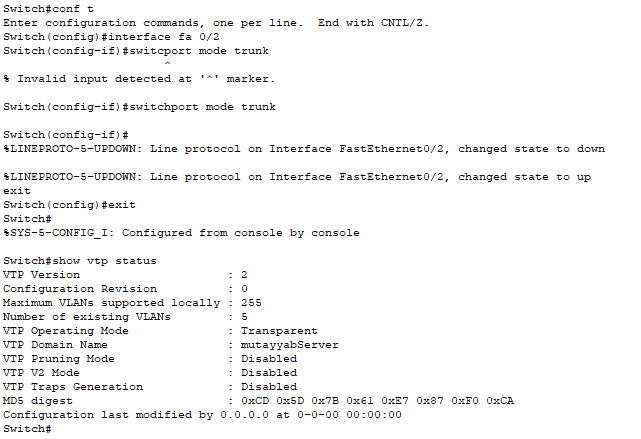 Switch#conf t
Enter configuration commands, one per line.  End with CNTL/Z.
Switch(config)#interface fa 0/2
Switch(config-if)#switcport mode trunk
                       ^
% Invalid input detected at '^' marker.

Switch(config-if)#switchport mode trunk

Switch(config-if)#
%LINEPROTO-5-UPDOWN: Line protocol on Interface FastEthernet0/2, changed state to down

%LINEPROTO-5-UPDOWN: Line protocol on Interface FastEthernet0/2, changed state to up
exit
Switch(config)#exit
Switch#
%SYS-5-CONFIG_I: Configured from console by console

Switch#show vtp status
VTP Version                     : 2
Configuration Revision          : 0
Maximum VLANs supported locally : 255
Number of existing VLANs        : 5
VTP Operating Mode              : Transparent
VTP Domain Name                 : mutayyabServer
VTP Pruning Mode                : Disabled
VTP V2 Mode                     : Disabled
VTP Traps Generation            : Disabled
MD5 digest                      : 0xCD 0x5D 0x7B 0x61 0xE7 0x87 0xF0 0xCA
Configuration last modified by 0.0.0.0 at 0-0-00 00:00:00
Switch#